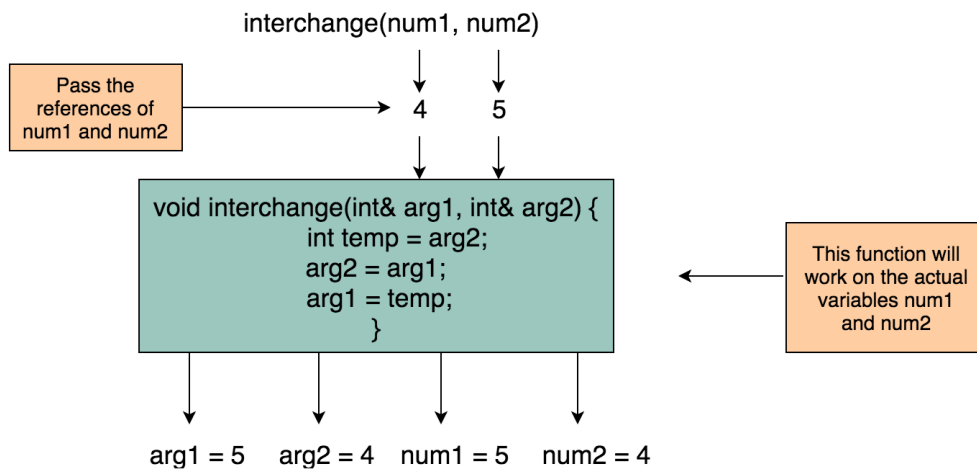 interchange(num1, num2)
Pass the
references of
num1 and num2
4 5
void interchange(int& arg1, int& arg2) {
int temp = arg2;
arg2 = arg1;
arg1 = temp;
}
This function will
work on the actual
variables num1
and num2
arg1 = 5 arg2 = 4 num1 = 5 num2 = 4